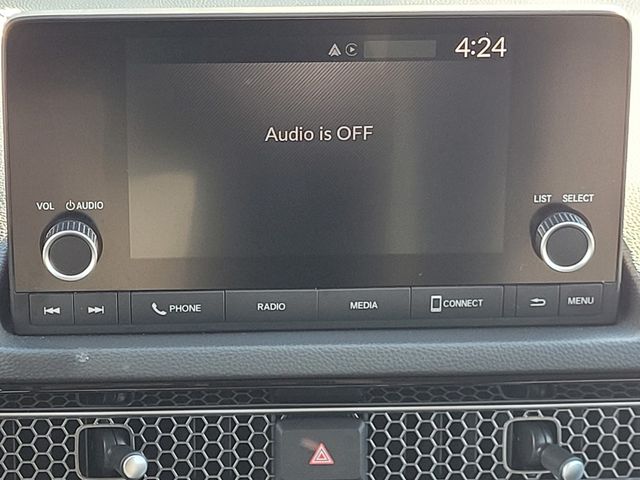 4:24
Audio is OFF
VOL AUDIO
LIST SELECT
PHONE RADIO MEDIA CONNECT MENU